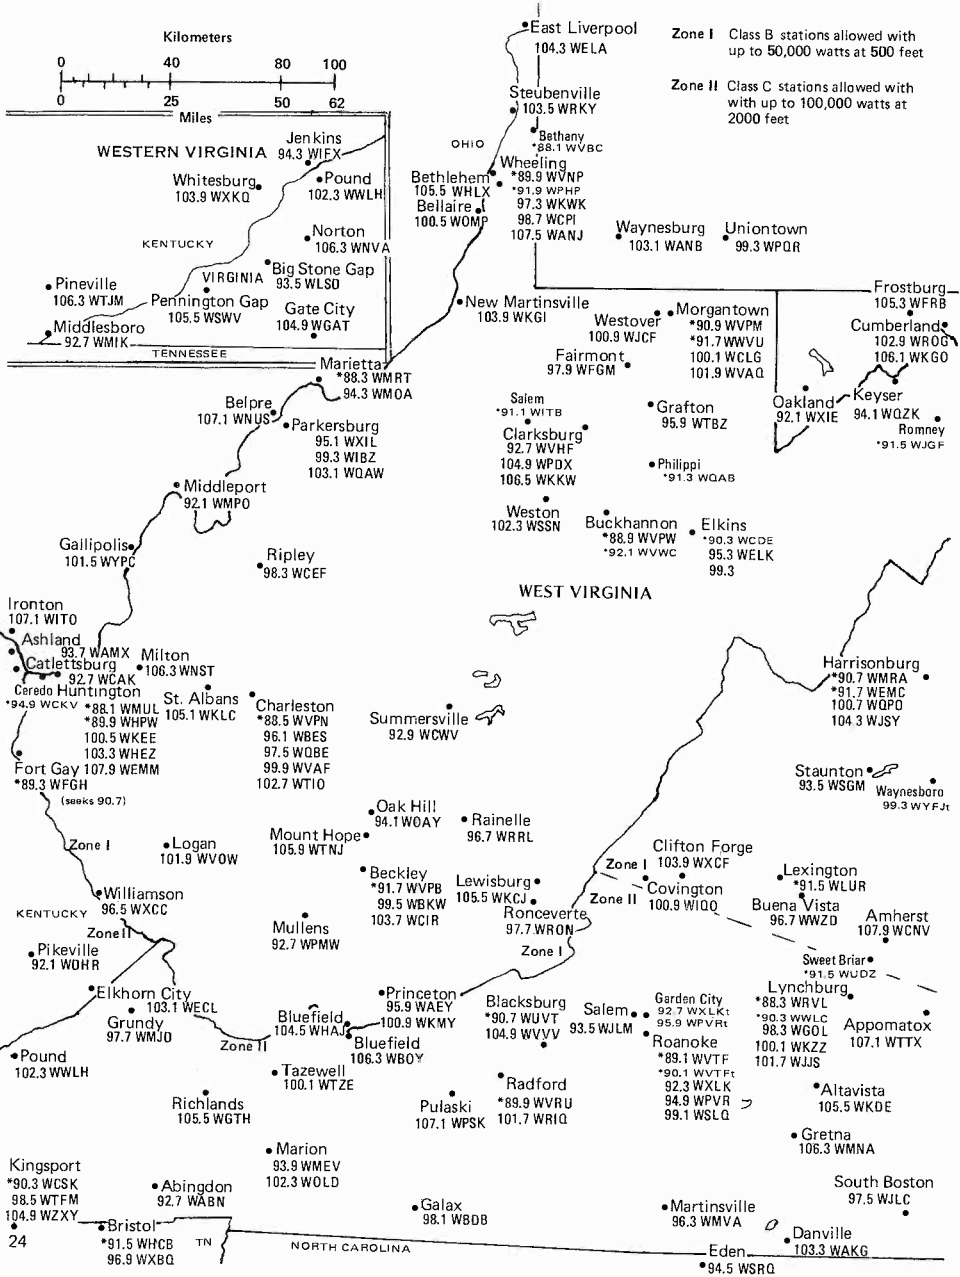 Kilometers
0 40 80 100
0 25 50 62
Miles
East Liverpool
104.3 WELA
Zone I Class B stations allowed with
up to 50,000 watts at 500 feet
Zone II Class C stations allowed with
with up to 100,000 watts at
2000 feet
Steubenville
103.5 WRKY
OHIO
Bethany
*88.1 WVBC
WESTERN VIRGINIA
Jenkins
94.3 WIFX
Whitesburg
103.9 WXKQ
Pound
102.3 WWLH
Norton
106.3 WNVA
KENTUCKY
VIRGINIA
Big Stone Gap
93.5 WLSO
Pineville
106.3 WTJM
Pennington Gap
105.5 WSWV
Gate City
104.9 WGAT
Middlesboro
92.7 WMIK
TENNESSEE
Bethlehem
105.5 WHLX
Bellaire
100.5 WOMP
Wheeling
*89.9 WVNP
*91.9 WPHP
97.3 WKWK
98.7 WCPI
107.5 WANJ
Waynesburg
103.1 WANB
Uniontown
99.3 WPQR
New Martinsville
103.9 WKGI
Westover
100.9 WJCF
Morgantown
*90.9 WVPM
*91.7 WWVU
100.1 WCLG
101.9 WVAQ
Frostburg
105.3 WFRB
Cumberland
102.9 WROG
106.1 WKGO
Fairmont
97.9 WFGM
Marietta
*88.3 WMRT
94.3 WMOA
Belpre
107.1 WNUS
Parkersburg
95.1 WXIL
99.3 WIBZ
103.1 WQAW
Salem
*91.1 WITB
Clarksburg
92.7 WVHF
104.9 WPDX
106.5 WKKW
Grafton
95.9 WTBZ
Oakland
92.1 WXIE
Keyser
94.1 WQZK
Romney
*91.5 WJGF
Philippi
*91.3 WQAB
Middleport
92.1 WMPO
Weston
102.3 WSSN
Buckhannon
*88.9 WVPW
*92.1 WVWC
Elkins
*90.3 WCDE
95.3 WELK
99.3
Gallipolis
101.5 WYPC
Ripley
98.3 WCEF
WEST VIRGINIA
Ironton
107.1 WITO
Ashland
93.7 WAMX
Catlettsburg
92.7 WCAK
Milton
106.3 WNST
Ceredo
*94.9 WCKV
Huntington
*88.1 WMUL
*89.9 WHPW
100.5 WKEE
103.3 WHEZ
107.9 WEMM
St. Albans
105.1 WKLC
Charleston
*88.5 WVPN
96.1 WBES
97.5 WQBE
99.9 WVAF
102.7 WTIO
Summersville
92.9 WCWV
Harrisonburg
*90.7 WMRA
*91.7 WEMC
100.7 WQPO
104.3 WJSY
Fort Gay
*89.3 WFGH
(seeks 90.7)
Staunton
93.5 WSGM
Waynesboro
99.3 WYFJt
Oak Hill
94.1 WOAY
Mount Hope
105.9 WTNJ
Rainelle
96.7 WRRL
Zone I
Logan
101.9 WVOW
Beckley
*91.7 WVPB
99.5 WBKW
103.7 WCIR
Lewisburg
105.5 WKCJ
Ronceverte
97.7 WRON
Zone I
Zone II
Clifton Forge
103.9 WXCF
Covington
100.9 WIQO
Lexington
*91.5 WLUR
Buena Vista
96.7 WWZD
Amherst
107.9 WCNV
Williamson
96.5 WXCC
KENTUCKY
Zone II
Mullens
92.7 WPMW
Zone I
Pikeville
92.1 WDHR
Sweet Briar
*91.5 WUDZ
Elkhorn City
103.1 WECL
Grundy
97.7 WMJD
Zone II
Princeton
95.9 WAEY
100.9 WKMY
Bluefield
104.5 WHAJ
Bluefield
106.3 WBOY
Blacksburg
*90.7 WUVT
104.9 WVVV
Salem
93.5 WJLM
Garden City
92.7 WXLKt
95.9 WPVRt
Roanoke
*89.1 WVTF
*90.1 WVTFt
92.3 WXLK
94.9 WPVR
99.1 WSLQ
Lynchburg
*88.3 WRVL
*90.3 WWLC
98.3 WGOL
100.1 WKZZ
101.7 WJJS
Appomatox
107.1 WTTX
Pound
102.3 WWLH
Tazewell
100.1 WTZE
Richlands
105.5 WGTH
Pulaski
107.1 WPSK
Radford
*89.9 WVRU
101.7 WRIQ
Altavista
105.5 WKDE
Gretna
106.3 WMNA
Marion
93.9 WMEV
102.3 WOLD
Kingsport
*90.3 WCSK
98.5 WTFM
104.9 WZXY
Abingdon
92.7 WABN
Galax
98.1 WBDB
Martinsville
96.3 WMVA
South Boston
97.5 WJLC
Bristol
*91.5 WHCB
96.9 WXBQ
TN
NORTH CAROLINA
Danville
103.3 WAKG
Eden
*94.5 WSRQ
24